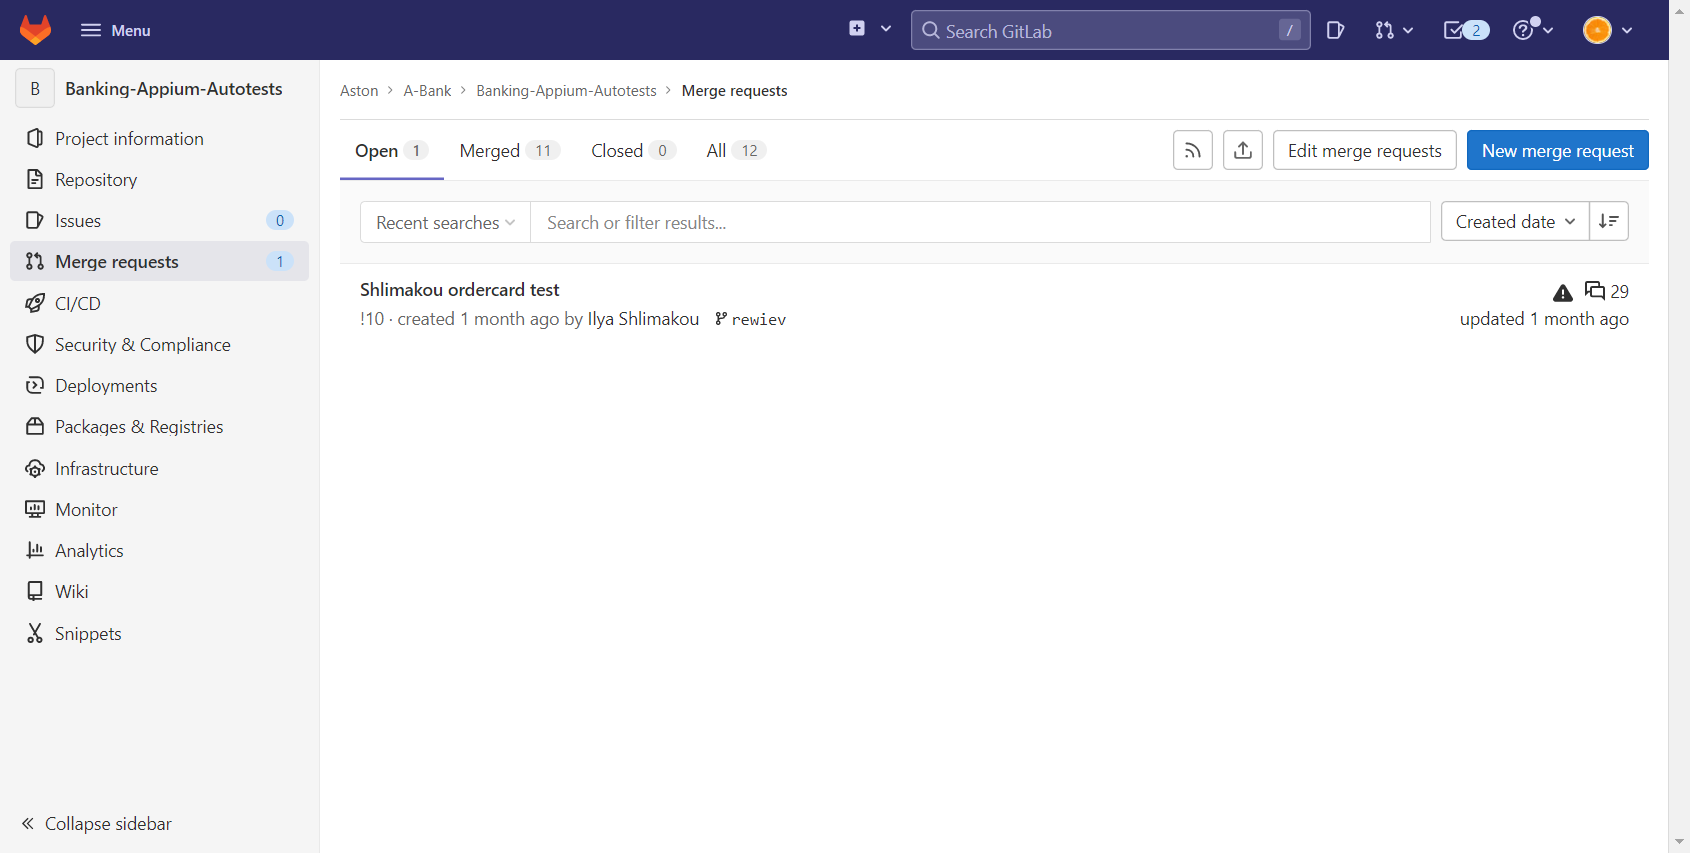 Menu
Search GitLab
/
2
B
Banking-Appium-Autotests
Project information
Repository
Issues 0
Merge requests 1
CI/CD
Security & Compliance
Deployments
Packages & Registries
Infrastructure
Monitor
Analytics
Wiki
Snippets
Collapse sidebar
Aston > A-Bank > Banking-Appium-Autotests > Merge requests
Open 1
Merged 11
Closed 0
All 12
Edit merge requests
New merge request
Recent searches
Search or filter results...
Created date
Shlimakou ordercard test
29
!10 · created 1 month ago by Ilya Shlimakou rewiev
updated 1 month ago